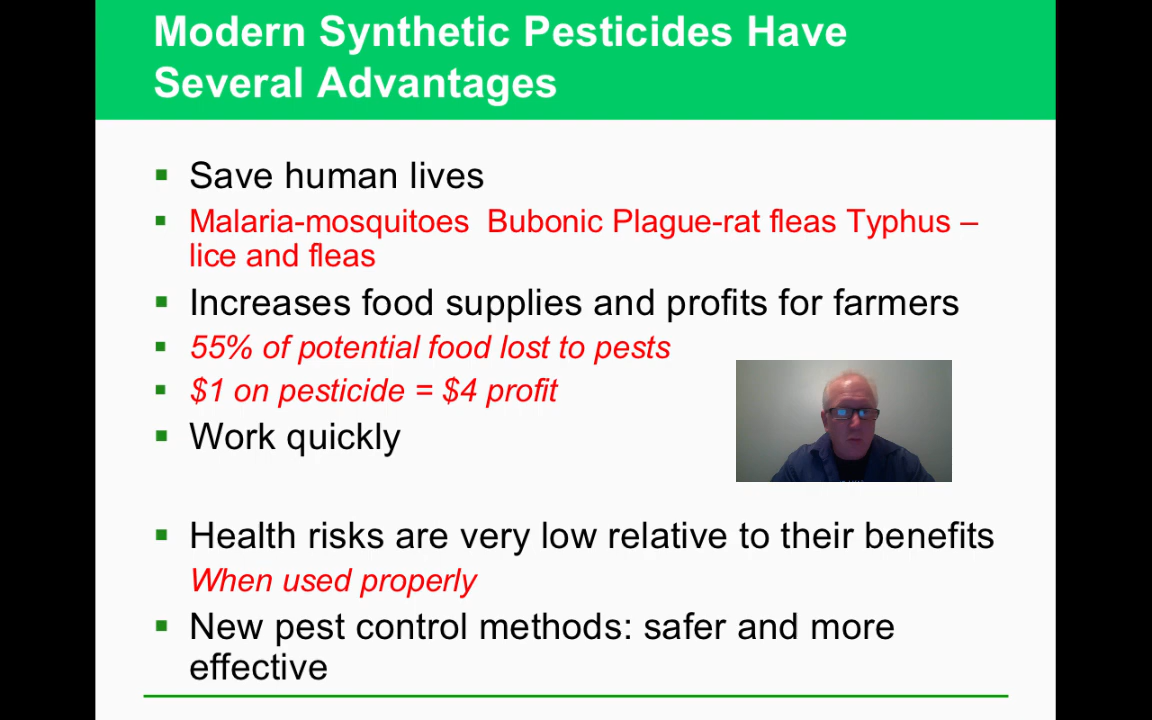 Modern Synthetic Pesticides Have
Several Advantages
Save human lives
Malaria-mosquitoes Bubonic Plague-rat fleas Typhus –
lice and fleas
Increases food supplies and profits for farmers
55% of potential food lost to pests
$1 on pesticide = $4 profit
Work quickly
Health risks are very low relative to their benefits
When used properly
New pest control methods: safer and more
effective